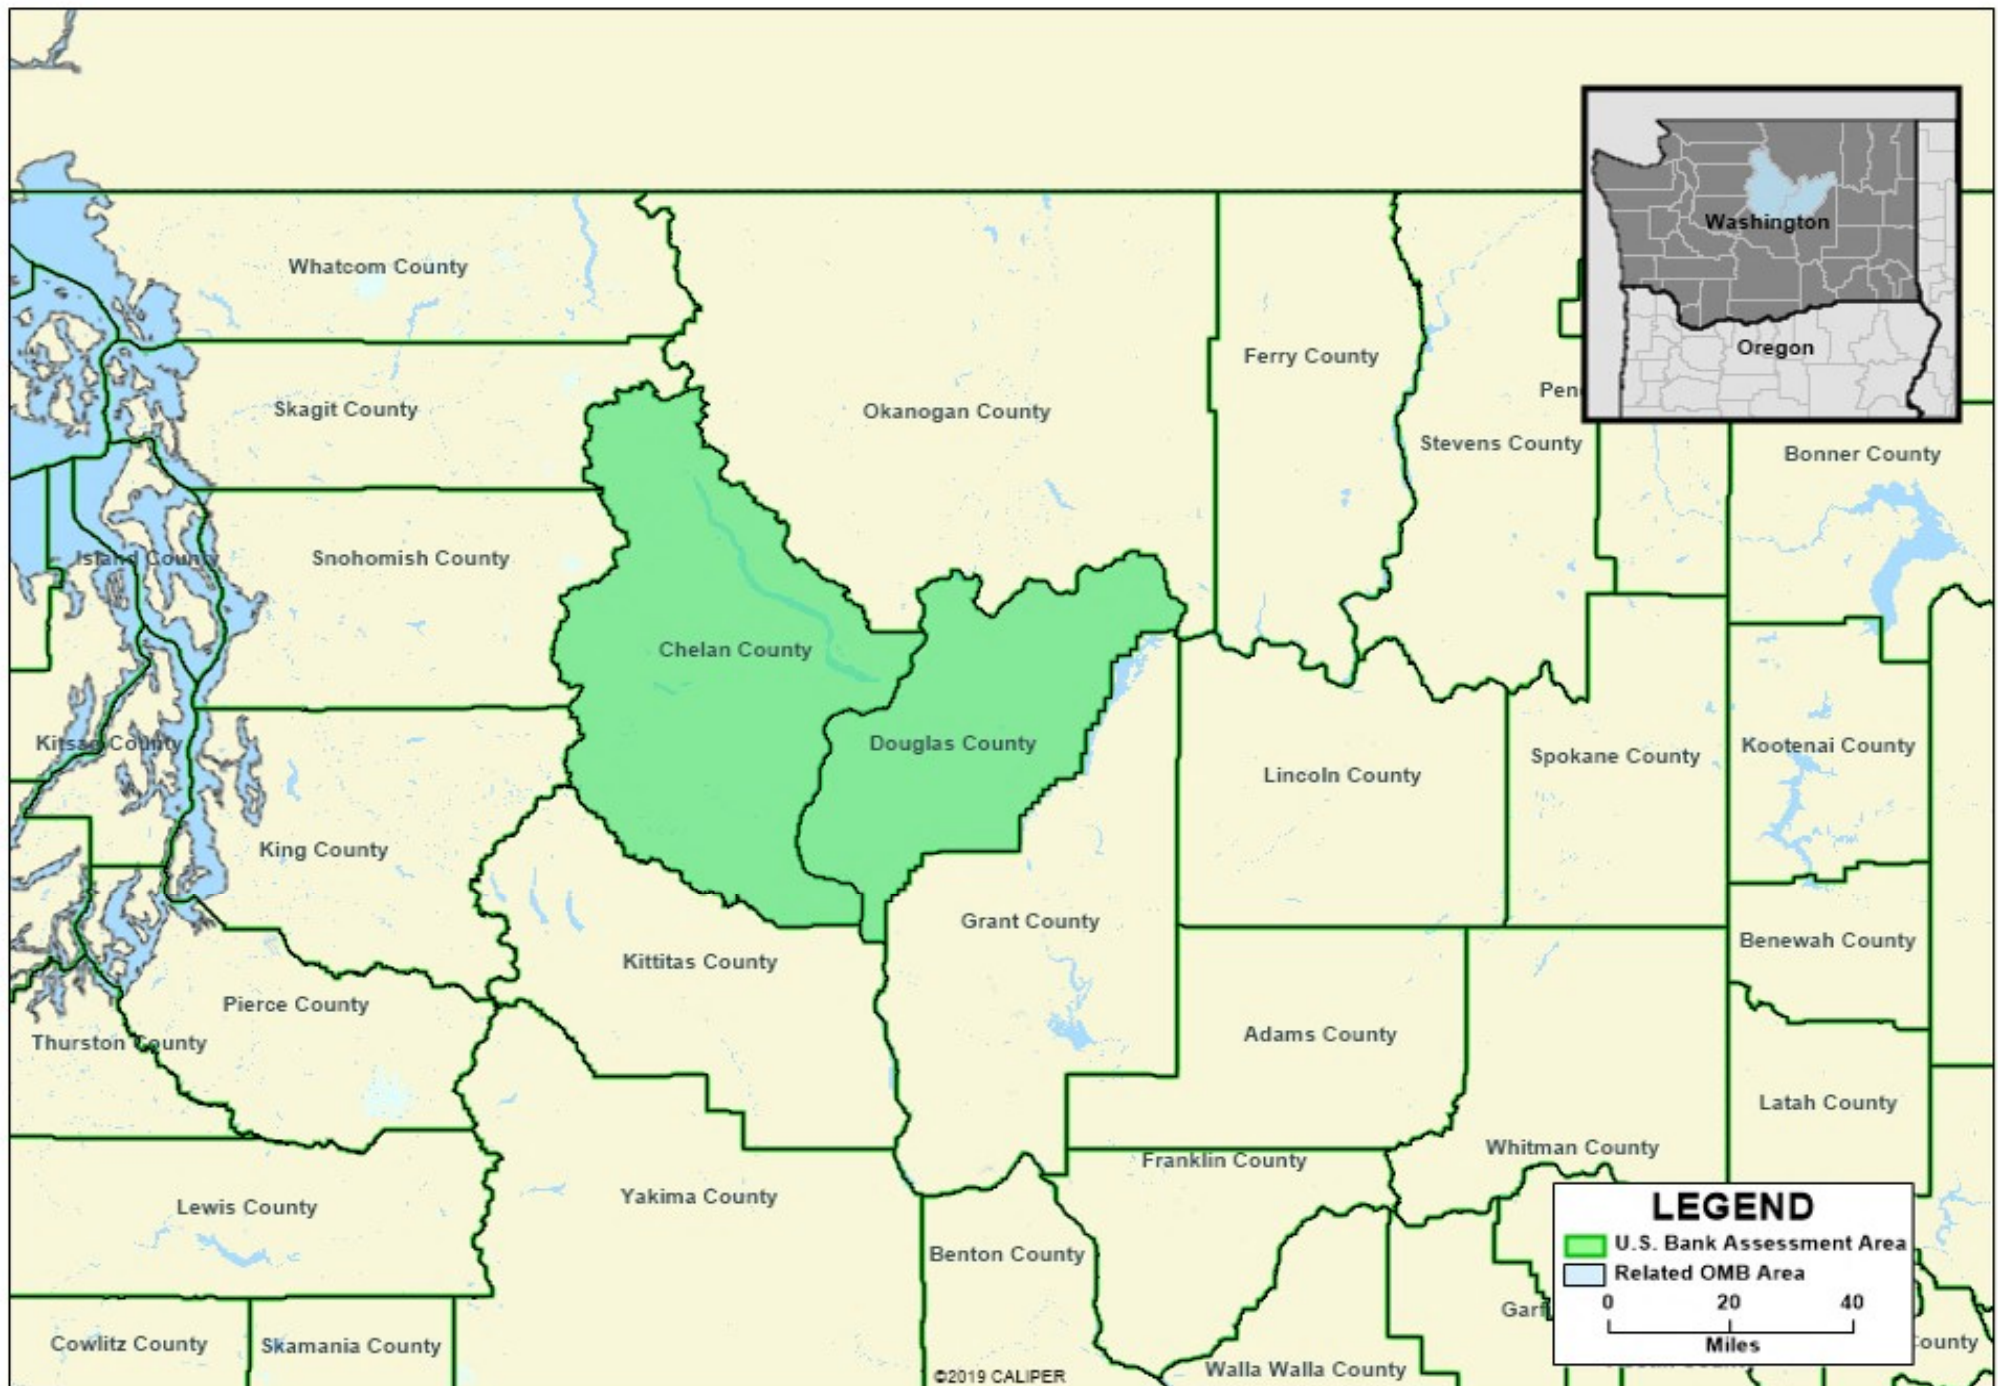 Whatcom County
Skagit County
Okanogan County
Ferry County
Stevens County
Washington
Oregon
Bonner County
Island County
Snohomish County
Chelan County
Douglas County
Kitsap County
King County
Lincoln County
Spokane County
Kootenai County
Grant County
Kittitas County
Benewah County
Pierce County
Thurston County
Adams County
Latah County
Whitman County
Franklin County
Lewis County
Yakima County
Benton County
Cowlitz County
Skamania County
Walla Walla County
©2019 CALIPER
LEGEND
U.S. Bank Assessment Area
Related OMB Area
0 20 40
Miles
County